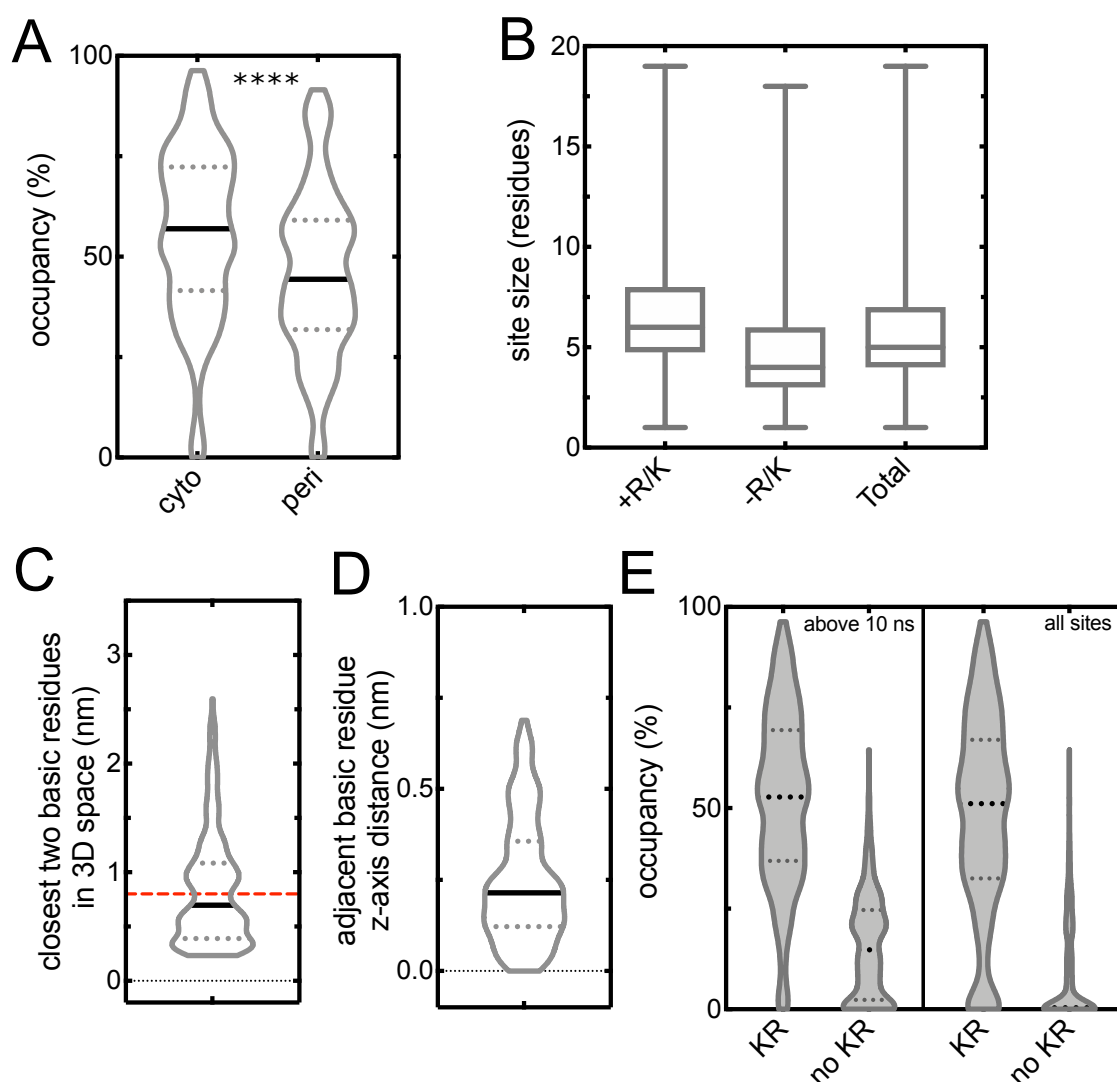 A
occupancy (%)
100
50
0
****
cyto
peri
B
site size (residues)
20
15
10
5
0
+R/K
-R/K
Total
C
closest two basic residues
in 3D space (nm)
3
2
1
0
D
adjacent basic residue
z-axis distance (nm)
1.0
0.5
0.0
E
occupancy (%)
100
50
0
above 10 ns
all sites
KR
no KR
KR
no KR